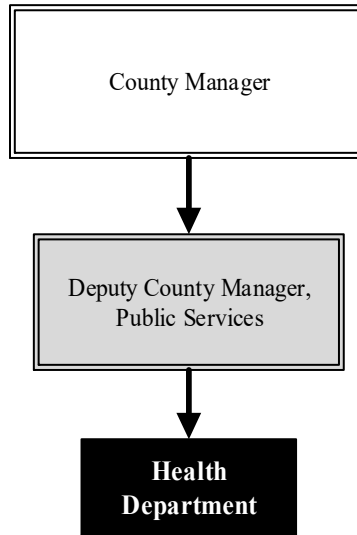 County Manager
Deputy County Manager,
Public Services
Health
Department